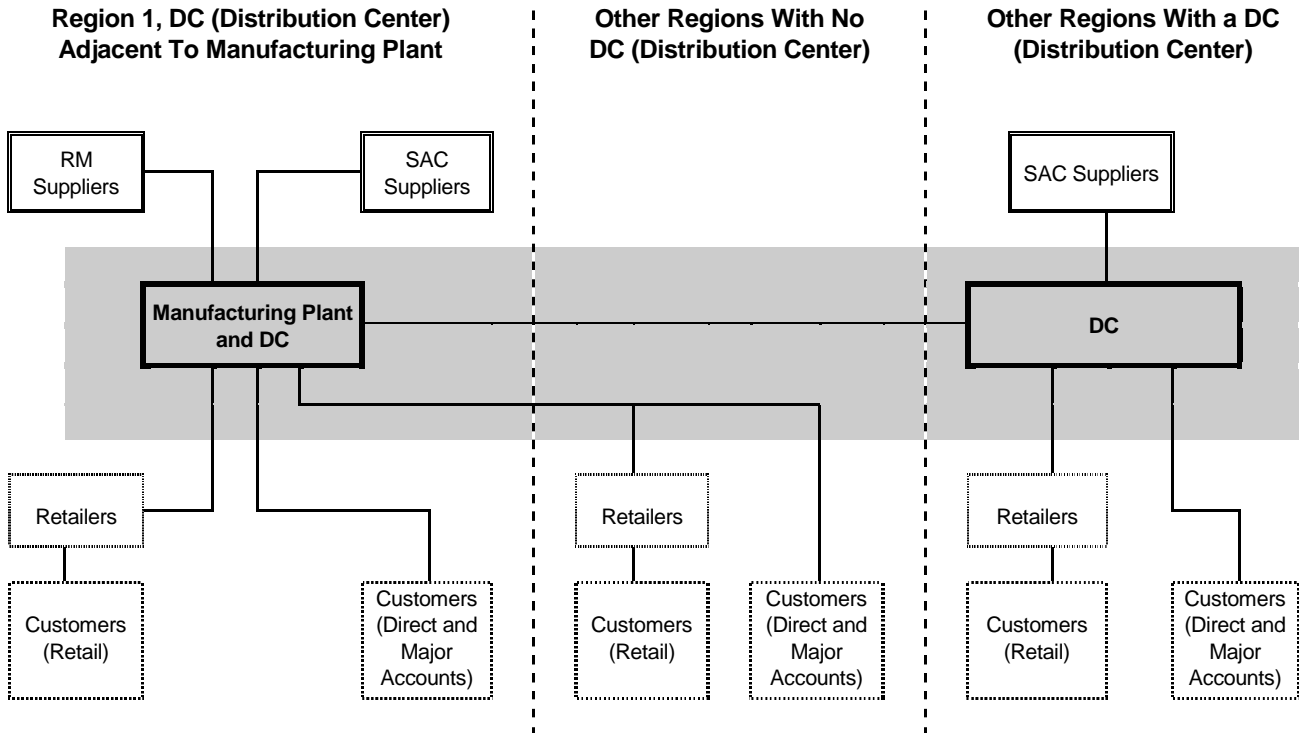 Region 1, DC (Distribution Center)
Adjacent To Manufacturing Plant
Other Regions With No
DC (Distribution Center)
Other Regions With a DC
(Distribution Center)
RM
Suppliers
SAC
Suppliers
SAC Suppliers
Manufacturing Plant
and DC
DC
Retailers
Retailers
Retailers
Customers
(Retail)
Customers
(Direct and
Major
Accounts)
Customers
(Retail)
Customers
(Direct and
Major
Accounts)
Customers
(Retail)
Customers
(Direct and
Major
Accounts)